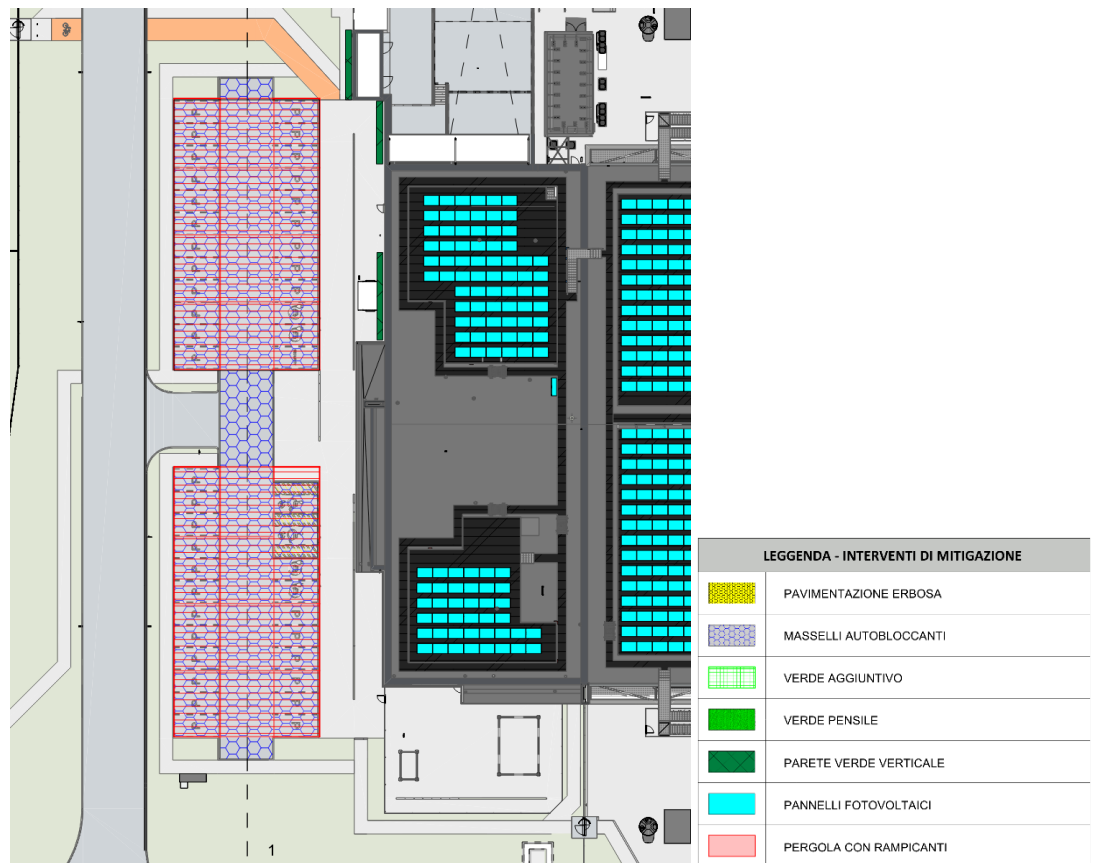 LEGGENDA - INTERVENTI DI MITIGAZIONE
PAVIMENTAZIONE ERBOSA
MASSELLI AUTOBLOCCANTI
VERDE AGGIUNTIVO
VERDE PENSILE
PARETE VERDE VERTICALE
PANNELLI FOTOVOLTAICI
PERGOLA CON RAMPICANTI
1